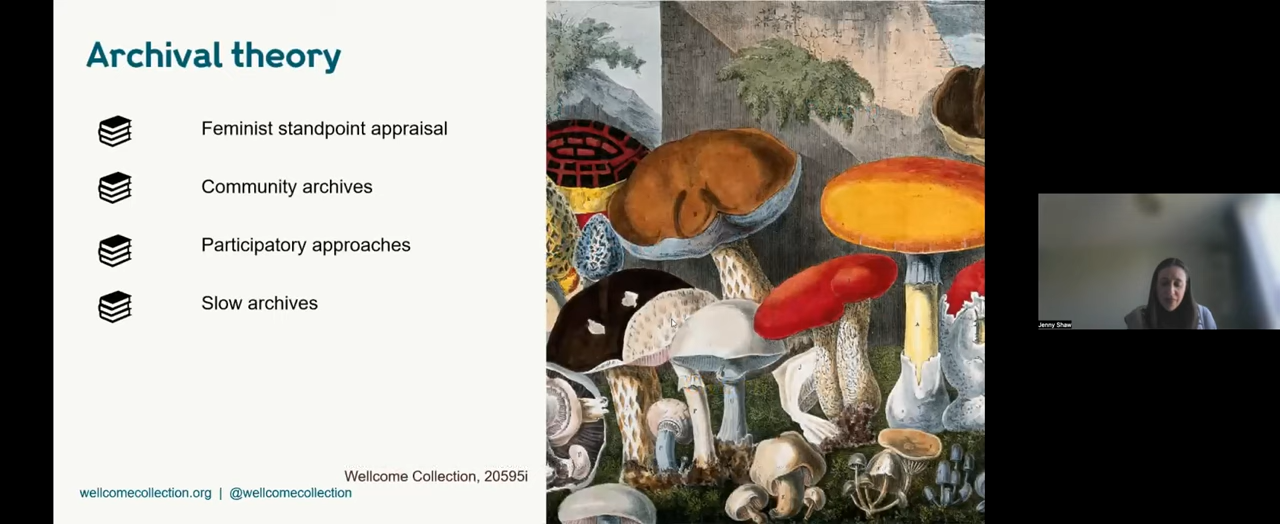 Archival theory
Feminist standpoint appraisal
Community archives
Participatory approaches
Slow archives
Wellcome Collection, 20595i
wellcomecollection.org | @wellcomecollection
Jenny Shaw